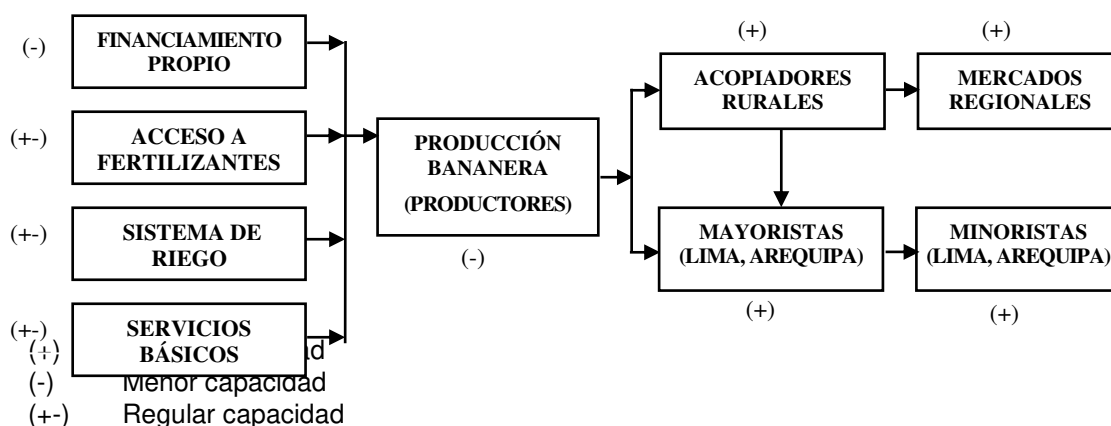 (-)
FINANCIAMIENTO
PROPIO
(+-)
ACCESO A
FERTILIZANTES
(+-)
SISTEMA DE
RIEGO
(+-)
SERVICIOS
BÁSICOS
PRODUCCIÓN
BANANERA
(PRODUCTORES)
(-)
(+)
ACOPIADORES
RURALES
(+)
MERCADOS
REGIONALES
MAYORISTAS
(LIMA, AREQUIPA)
(+)
MINORISTAS
(LIMA, AREQUIPA)
(+)
(+)
(-) Menor capacidad
(+-) Regular capacidad